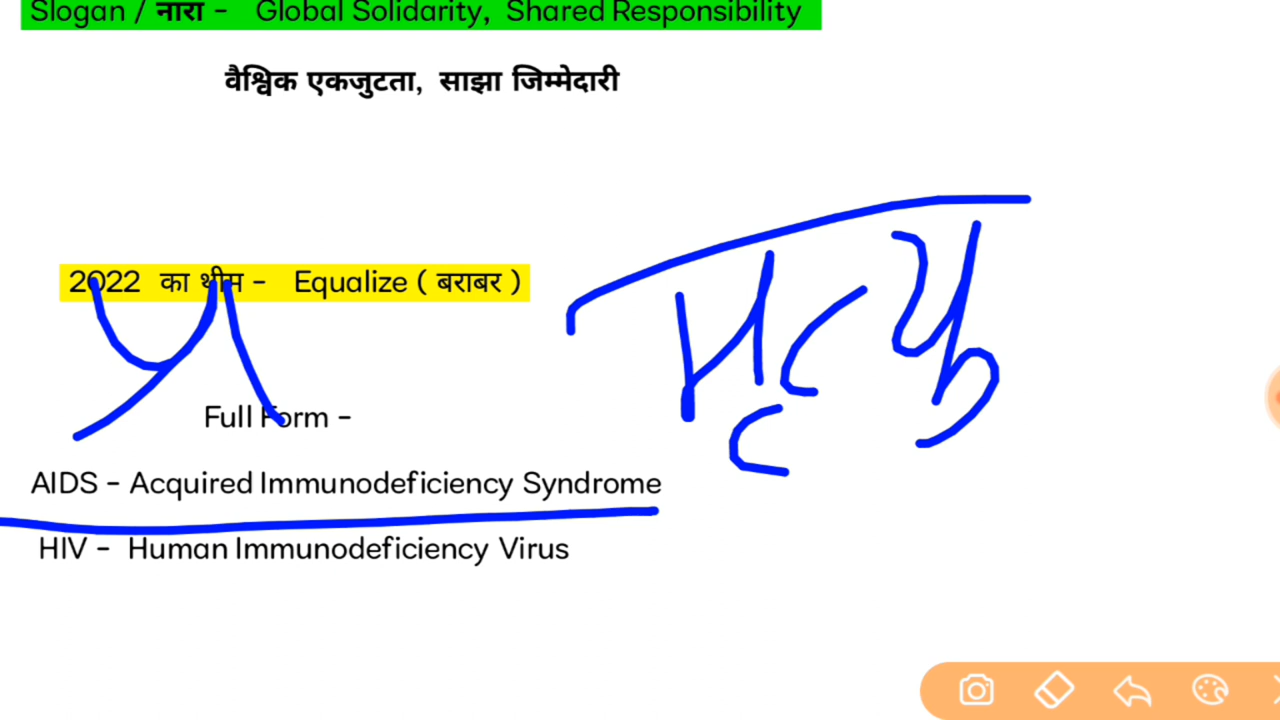 Slogan / नारा - Global Solidarity, Shared Responsibility
वैश्विक एकजुटता, साझा जिम्मेदारी
2022 का थीम - Equalize ( बराबर )
मृत्यु
Full Form -
AIDS - Acquired Immunodeficiency Syndrome
HIV - Human Immunodeficiency Virus